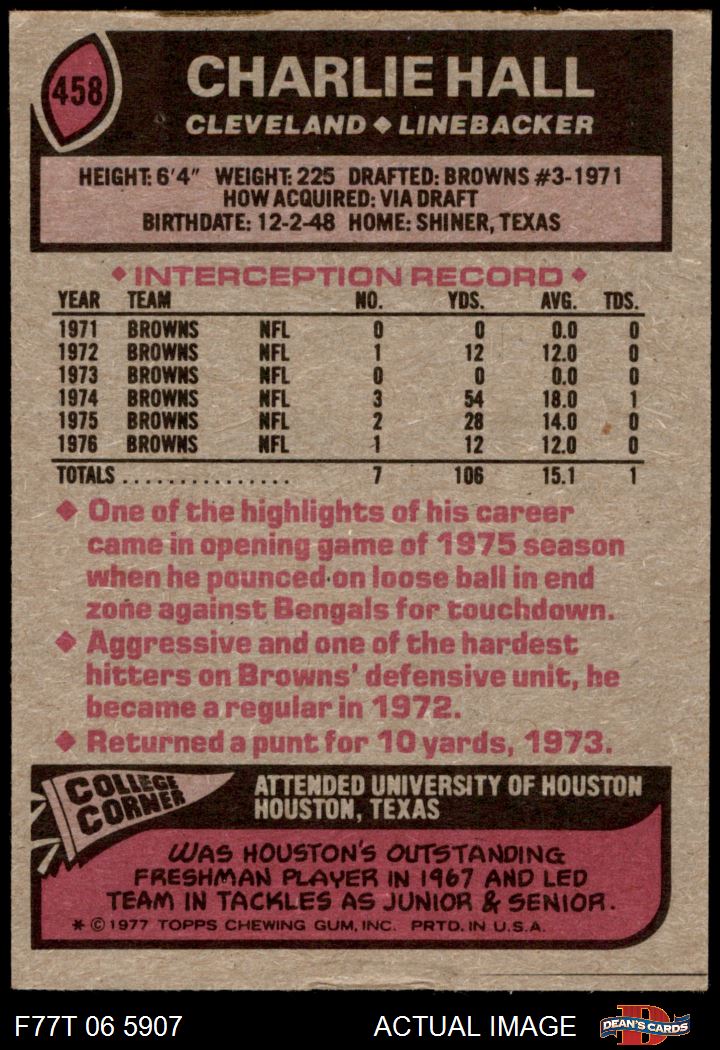 458
CHARLIE HALL
CLEVELAND ◆ LINEBACKER
HEIGHT: 6'4" WEIGHT: 225 DRAFTED: BROWNS #3-1971
HOW ACQUIRED: VIA DRAFT
BIRTHDATE: 12-2-48 HOME: SHINER, TEXAS
◆ INTERCEPTION RECORD ◆
YEAR TEAM NO. YDS. AVG. TDS.
1971 BROWNS NFL 0 0 0.0 0
1972 BROWNS NFL 1 12 12.0 0
1973 BROWNS NFL 0 0 0.0 0
1974 BROWNS NFL 3 54 18.0 1
1975 BROWNS NFL 2 28 14.0 0
1976 BROWNS NFL 1 12 12.0 0
TOTALS............... 7 106 15.1 1
◆ One of the highlights of his career
came in opening game of 1975 season
when he pounced on loose ball in end
zone against Bengals for touchdown.
◆ Aggressive and one of the hardest
hitters on Browns' defensive unit, he
became a regular in 1972.
◆ Returned a punt for 10 yards, 1973.
COLLEGE
CORNER
ATTENDED UNIVERSITY OF HOUSTON
HOUSTON, TEXAS
WAS HOUSTON'S OUTSTANDING
FRESHMAN PLAYER IN 1967 AND LED
TEAM IN TACKLES AS JUNIOR & SENIOR.
* © 1977 TOPPS CHEWING GUM, INC. PRTD. IN U.S.A.
F77T 06 5907 ACTUAL IMAGE
D
DEAN'S CARDS